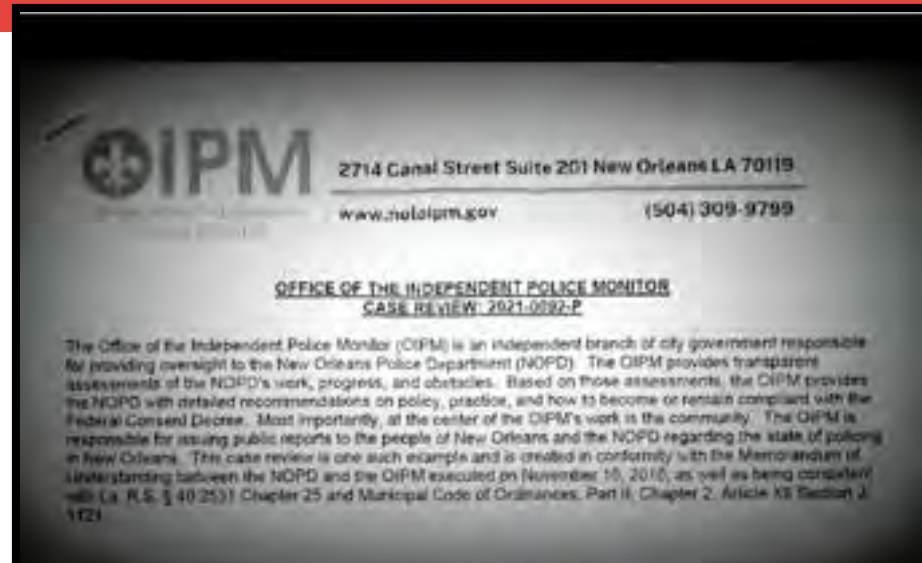 OIPM
2714 Canal Street Suite 201 New Orleans LA 70119
www.nolaipm.gov (504) 309-9799
OFFICE OF THE INDEPENDENT POLICE MONITOR
CASE REVIEW: 2021-0092-P
The Office of the Independent Police Monitor (OIPM) is an independent branch of city government responsible
for providing oversight to the New Orleans Police Department (NOPD). The OIPM provides transparent
assessments of the NOPD's work, progress, and obstacles. Based on those assessments, the OIPM provides
the NOPD with detailed recommendations on policy, practice, and how to become or remain compliant with the
Federal Consent Decree. Most importantly, at the center of the OIPM's work is the community. The OIPM is
responsible for issuing public reports to the people of New Orleans and the NOPD regarding the state of policing
in New Orleans. This case review is one such example and is created in conformity with the Memorandum of
Understanding between the NOPD and the OIPM executed on November 10, 2010, as well as being consistent
with La. R.S. § 40:2531 Chapter 25 and Municipal Code of Ordinances, Part II, Chapter 2, Article XII Section 2-
1121